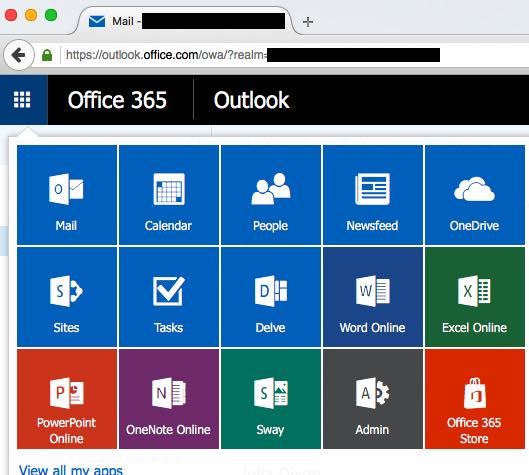 Mail -
https://outlook.office.com/owa/?realm=
Office 365
Outlook
Mail
Calendar
People
Newsfeed
OneDrive
Sites
Tasks
Delve
Word Online
Excel Online
PowerPoint
Online
OneNote Online
Sway
Admin
Office 365
Store
View all my apps